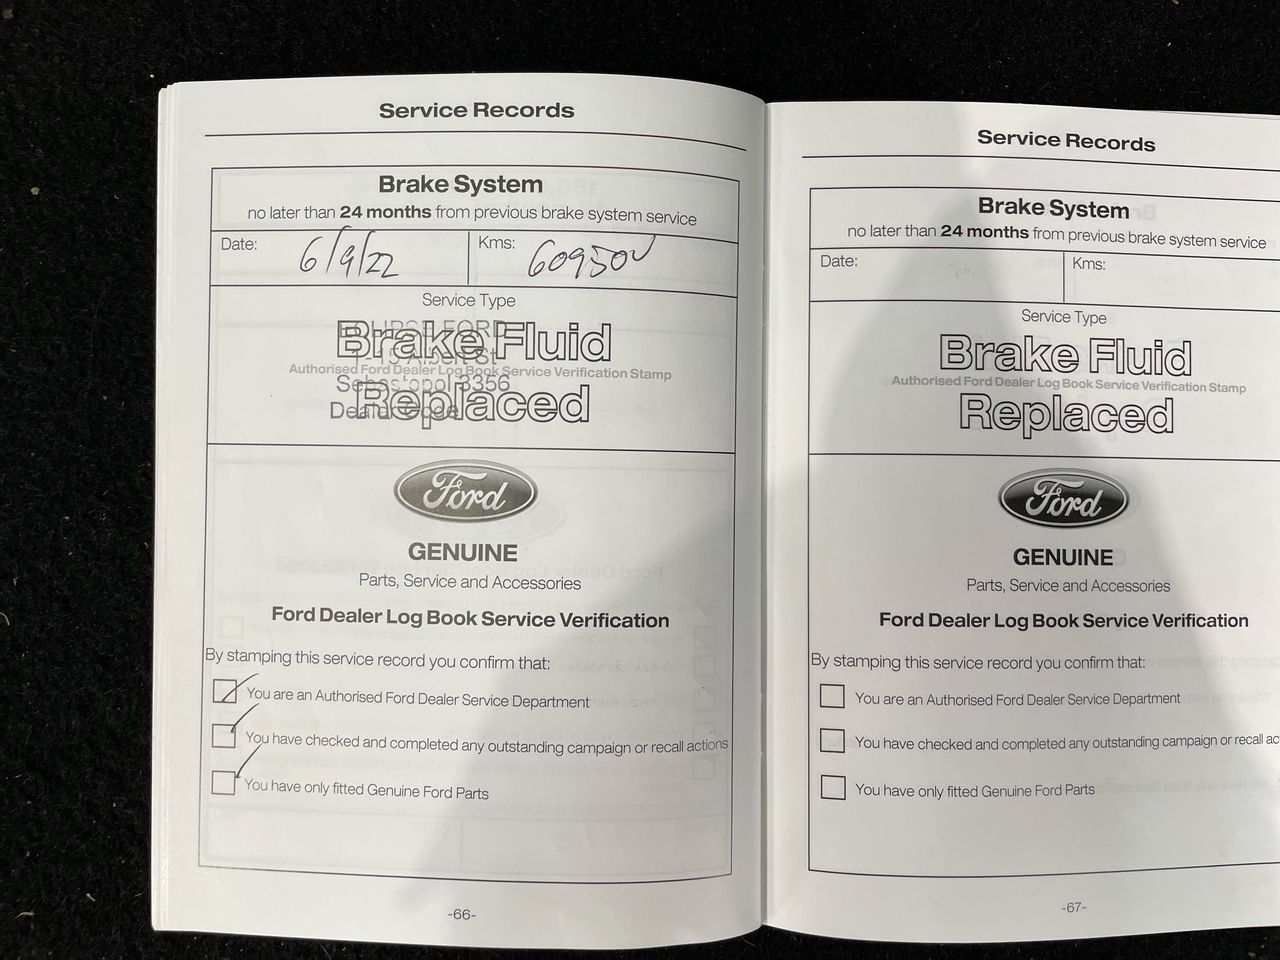 Service Records
Brake System
no later than 24 months from previous brake system service
Date: 6/9/22 Kms:
Service Type
Brake Fluid
Albert St
Authorised Ford Dealer Log Book Service Verification Stamp
Sebastopol 3356
Replaced
Dealer Code
Ford
GENUINE
Parts, Service and Accessories
Ford Dealer Log Book Service Verification
By stamping this service record you confirm that:
You are an Authorised Ford Dealer Service Department
You have checked and completed any outstanding campaign or recall actions
You have only fitted Genuine Ford Parts
-66-
Service Records
Brake System
no later than 24 months from previous brake system service
Date: Kms:
Service Type
Brake Fluid
Authorised Ford Dealer Log Book Service Verification Stamp
Replaced
Ford
GENUINE
Parts, Service and Accessories
Ford Dealer Log Book Service Verification
By stamping this service record you confirm that:
You are an Authorised Ford Dealer Service Department
You have checked and completed any outstanding campaign or recall ac
You have only fitted Genuine Ford Parts
-67-